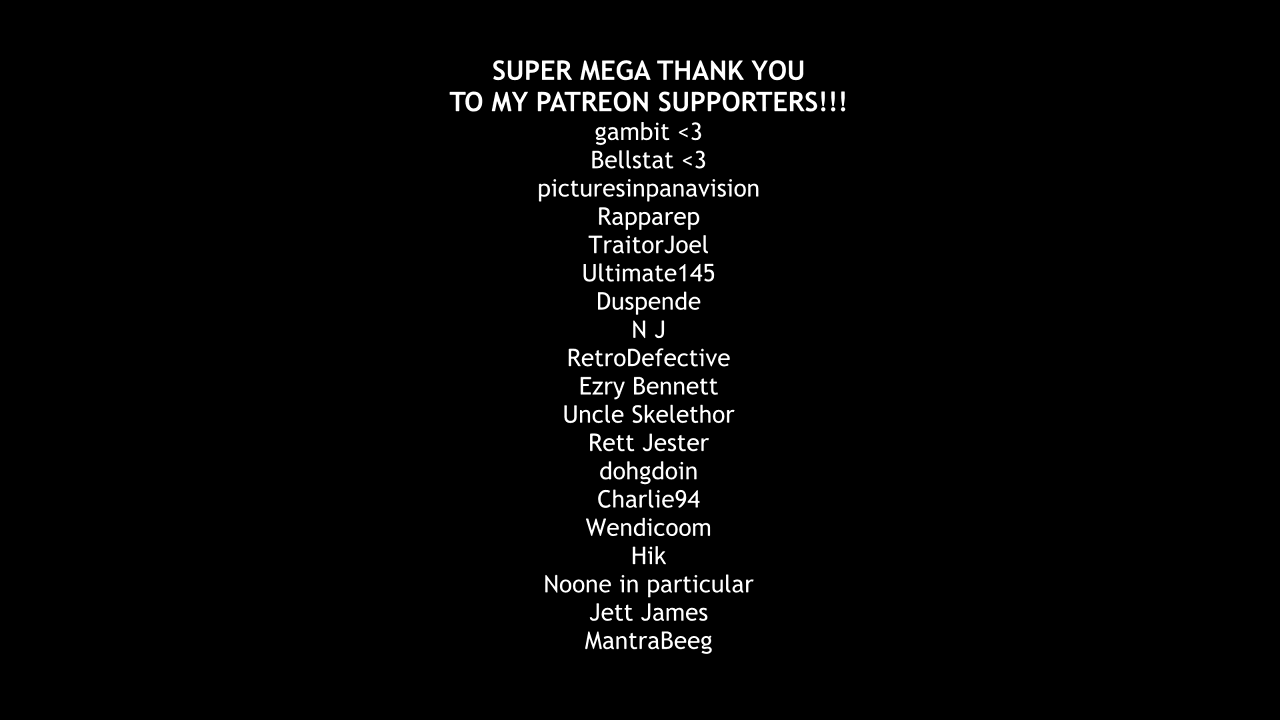 SUPER MEGA THANK YOU
TO MY PATREON SUPPORTERS!!!
gambit <3
Bellstat <3
picturesinpanavision
Rapparep
TraitorJoel
Ultimate145
Duspende
N J
RetroDefective
Ezry Bennett
Uncle Skelethor
Rett Jester
dohgdoin
Charlie94
Wendicoom
Hik
Noone in particular
Jett James
MantraBeeg